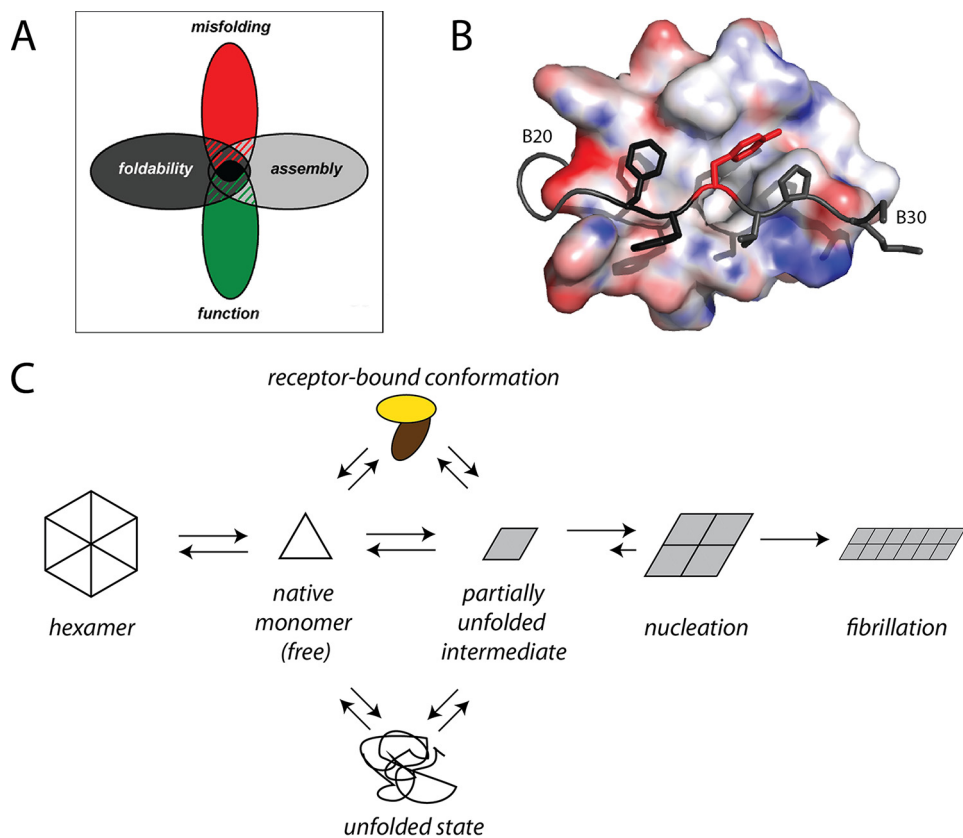 A
misfolding
foldability
assembly
function
B
B20
B30
C
receptor-bound conformation
hexamer
native
monomer
(free)
partially
unfolded
intermediate
nucleation
fibrillation
unfolded state